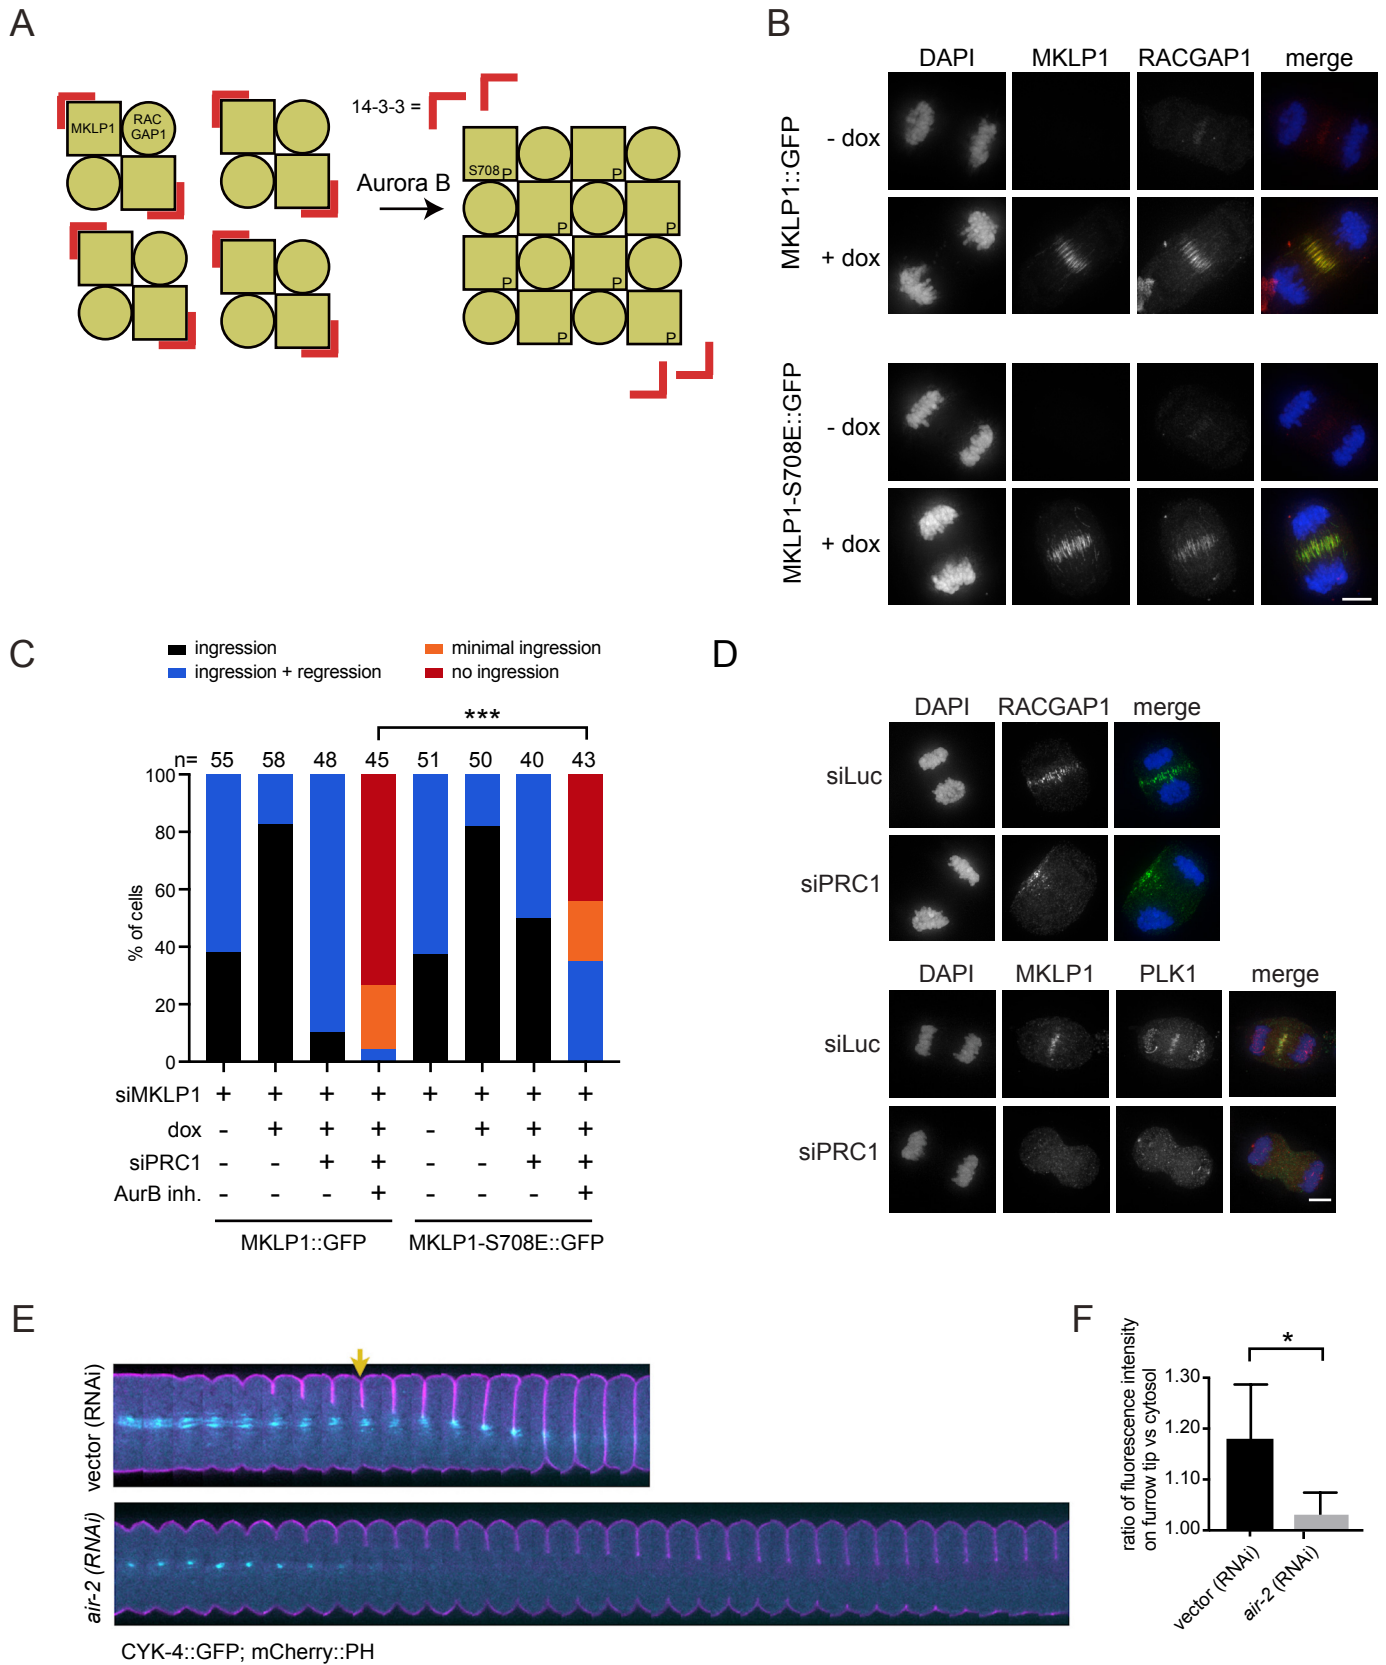 A
MKLP1
RAC
GAP1
14-3-3 =
Aurora B
S708 P
P
P
P
P
P
P
P
B
DAPI MKLP1 RACGAP1 merge
MKLP1::GFP
- dox
+ dox
MKLP1-S708E::GFP
- dox
+ dox
C
ingression
ingression + regression
minimal ingression
no ingression
***
n= 55 58 48 45 51 50 40 43
% of cells
100
80
60
40
20
0
siMKLP1 + + + + + + + +
dox - + + + - + + +
siPRC1 - - + + - - + +
AurB inh. - - - + - - - +
MKLP1::GFP MKLP1-S708E::GFP
D
DAPI RACGAP1 merge
siLuc
siPRC1
DAPI MKLP1 PLK1 merge
siLuc
siPRC1
E
vector (RNAi)
air-2 (RNAi)
CYK-4::GFP; mCherry::PH
F
ratio of fluorescence intensity
on furrow tip vs cytosol
*
1.30
1.20
1.10
1.00
vector (RNAi)
air-2 (RNAi)